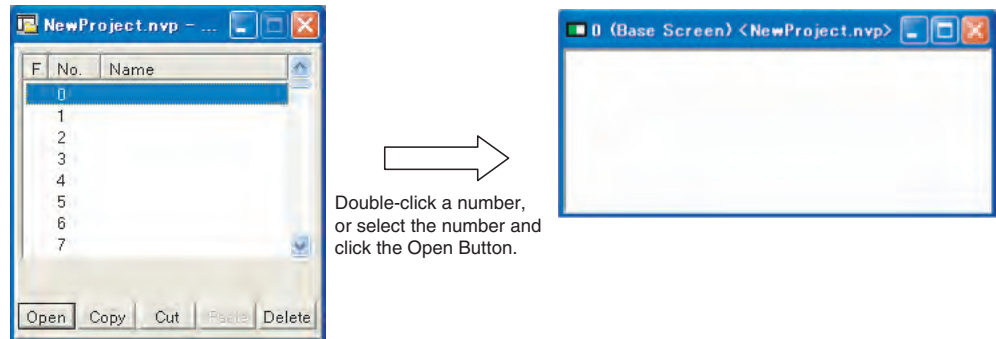 NewProject.nvp - ...
F No. Name
0
1
2
3
4
5
6
7
Open Copy Cut Paste Delete
Double-click a number,
or select the number and
click the Open Button.
0 (Base Screen) <NewProject.nvp>